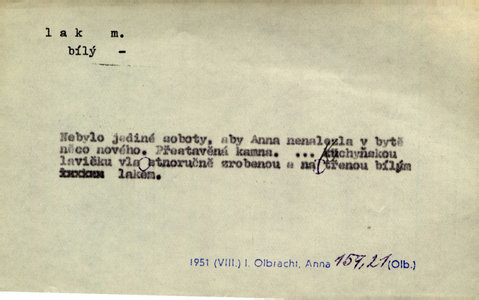 lak m.
bílý -
Nebylo jediné soboty, aby Anna nenalezla v bytě
něco nového. Přestavěná kamna. ... kuchyňskou
lavičku vlastnoručně zrobenou a natřenou bílým
lakem.
1951 (VIII.) I. Olbracht, Anna 157,21 (Olb.)